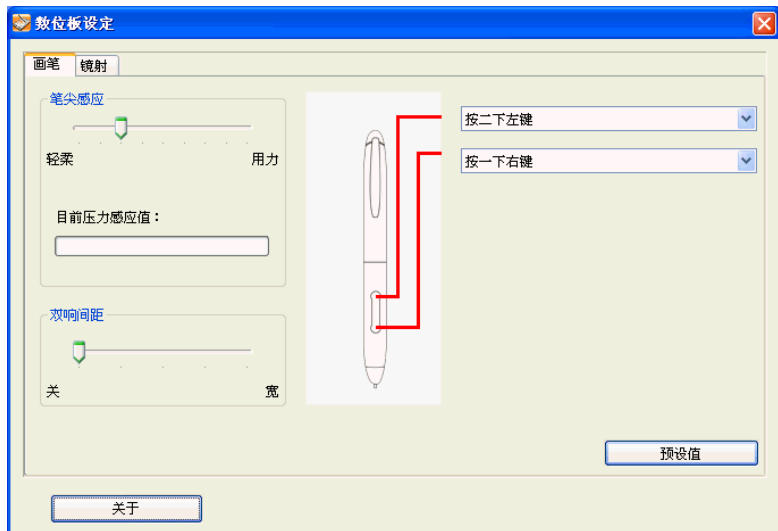 数位板设定
画笔 镜射
笔尖感应
轻柔 用力
目前压力感应值：
双响间距
关 宽
按二下左键
按一下右键
预设值
关于